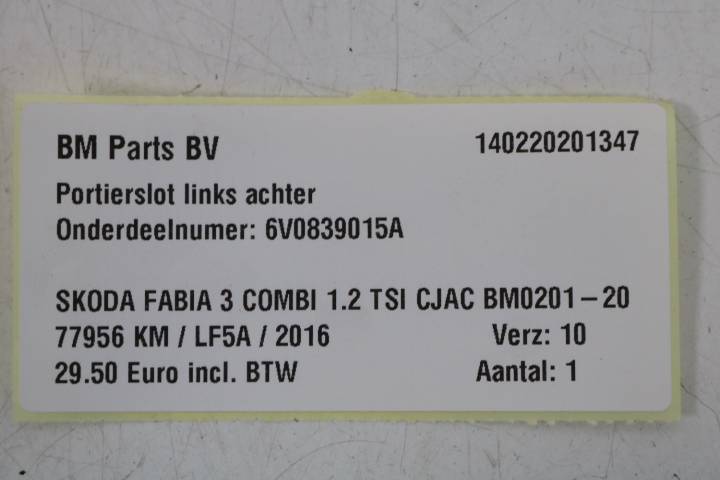 BM Parts BV 140220201347
Portierslot links achter
Onderdeelnumer: 6V0839015A
SKODA FABIA 3 COMBI 1.2 TSI CJAC BM0201-20
77956 KM / LF5A / 2016 Verz: 10
29.50 Euro incl. BTW Aantal: 1